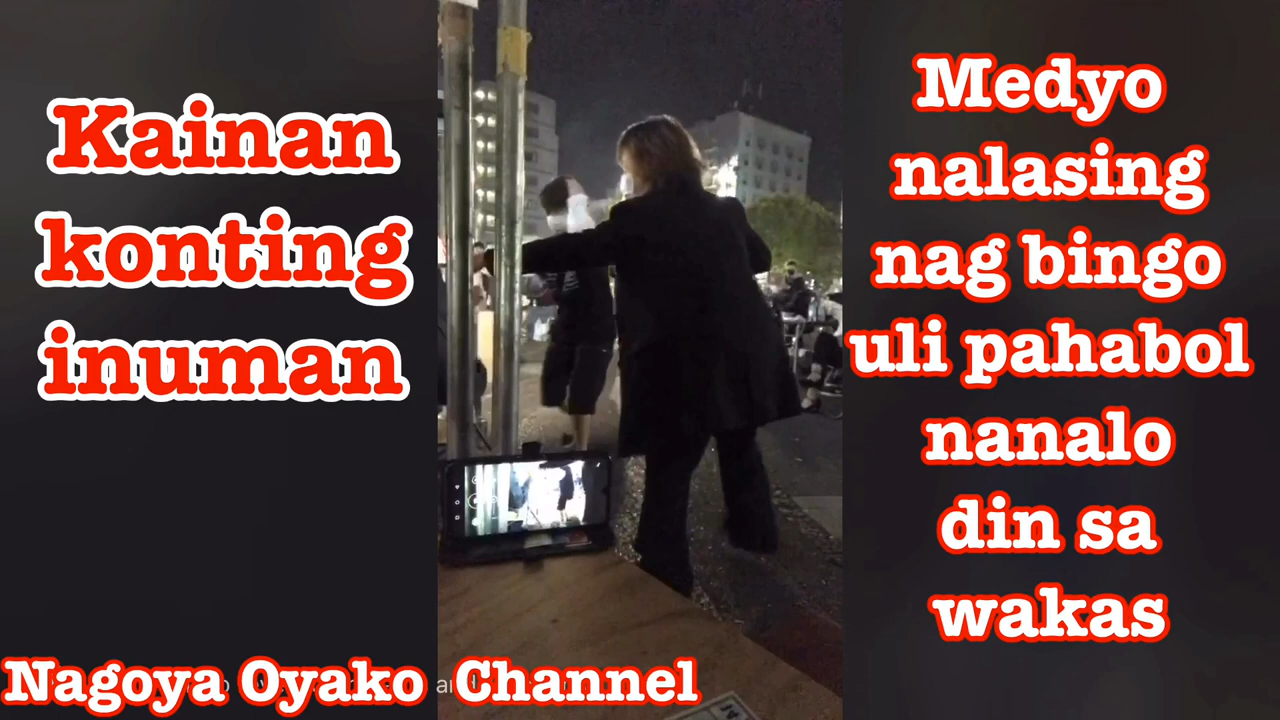 Kainan
konting
inuman
Medyo
nalasing
nag bingo
uli pahabol
nanalo
din sa
wakas
Nagoya Oyako Channel